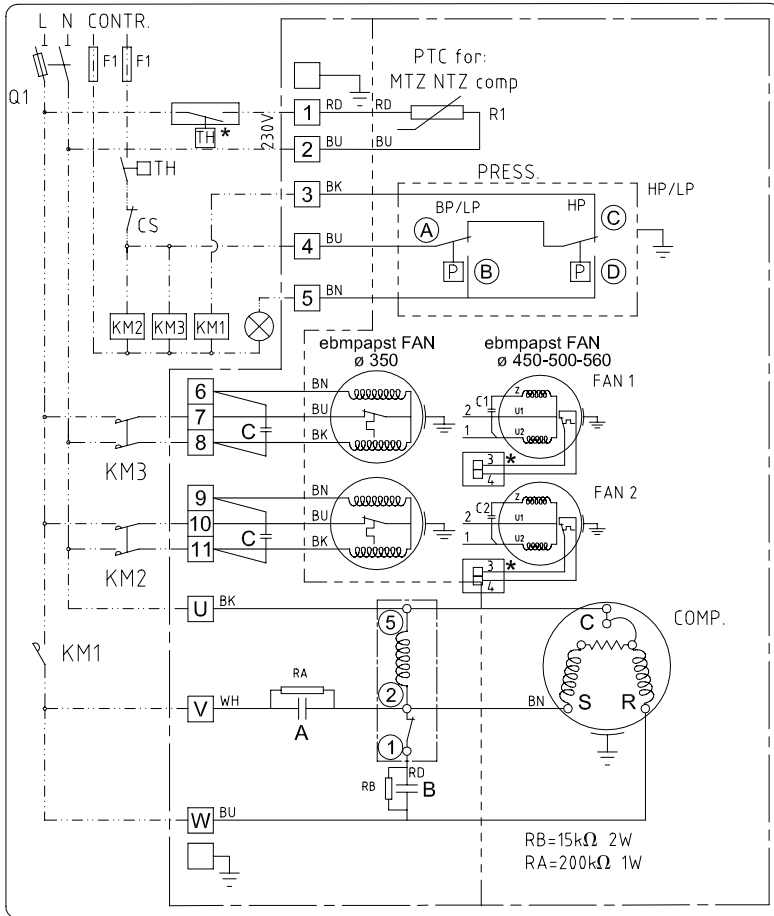 L N CONTR.
F1 F1
Q1
TH *
230V
1 RD RD
2 BU BU
PTC for:
MTZ NTZ comp
R1
TH
CS
3 BK
4 BU
5 BN
PRESS.
HP/LP
BP/LP HP
A C
P B P D
KM2 KM3 KM1
ebmpapst FAN
ø 350
ebmpapst FAN
ø 450-500-560
6 BN
7 BU
8 BK
C
KM3
FAN 1
C1 Z
2 U1
1 U2
3 *
4
9 BN
10 BU
11 BK
C
KM2
FAN 2
C2 Z
2 U1
1 U2
3 *
4
U BK
5
C
COMP.
KM1
RA
V WH
A
2
BN
S R
1
RD
RB B
W BU
RB=15kΩ 2W
RA=200kΩ 1W